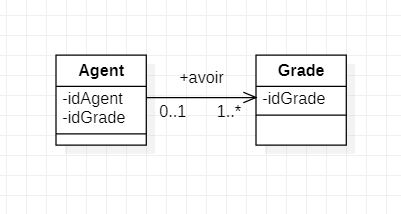 +avoir
Agent
-idAgent
-idGrade
0..1
1..*
Grade
-idGrade